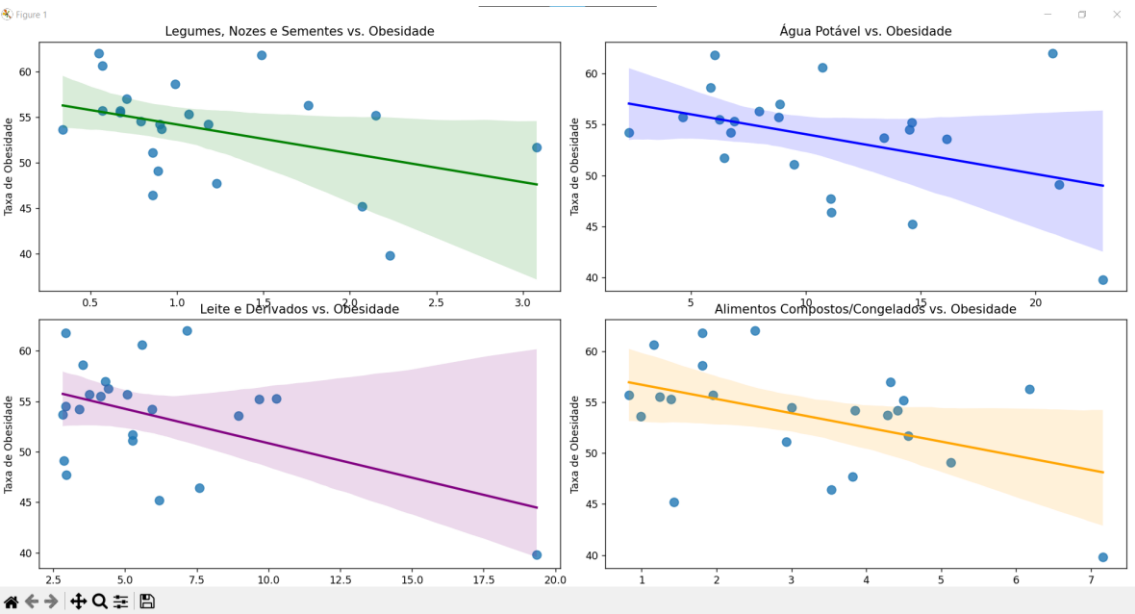 Figure 1
Legumes, Nozes e Sementes vs. Obesidade
Taxa de Obesidade
60
55
50
45
40
0.5 1.0 1.5 2.0 2.5 3.0
Água Potável vs. Obesidade
Taxa de Obesidade
60
55
50
45
40
5 10 15 20
Leite e Derivados vs. Obesidade
Taxa de Obesidade
60
55
50
45
40
2.5 5.0 7.5 10.0 12.5 15.0 17.5 20.0
Alimentos Compostos/Congelados vs. Obesidade
Taxa de Obesidade
60
55
50
45
40
1 2 3 4 5 6 7